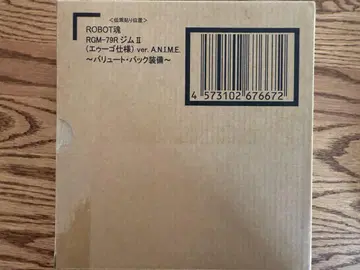 <伝票貼り位置>
ROBOT魂
RGM-79R ジムⅡ
(エゥーゴ仕様) ver. A.N.I.M.E.
～バリュート・パック装備～
4 573102 676672